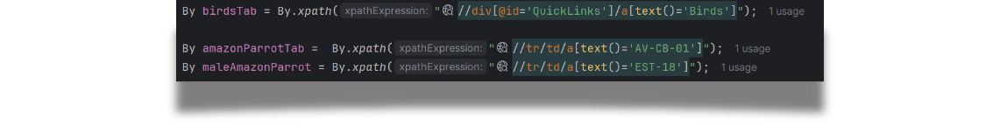 By birdsTab = By.xpath( xpathExpression: "//div[@id='QuickLinks']/a[text()='Birds']"); 1 usage
By amazonParrotTab =  By.xpath( xpathExpression: "//tr/td/a[text()='AV-CB-01']"); 1 usage
By maleAmazonParrot = By.xpath( xpathExpression: "//tr/td/a[text()='EST-18']"); 1 usage